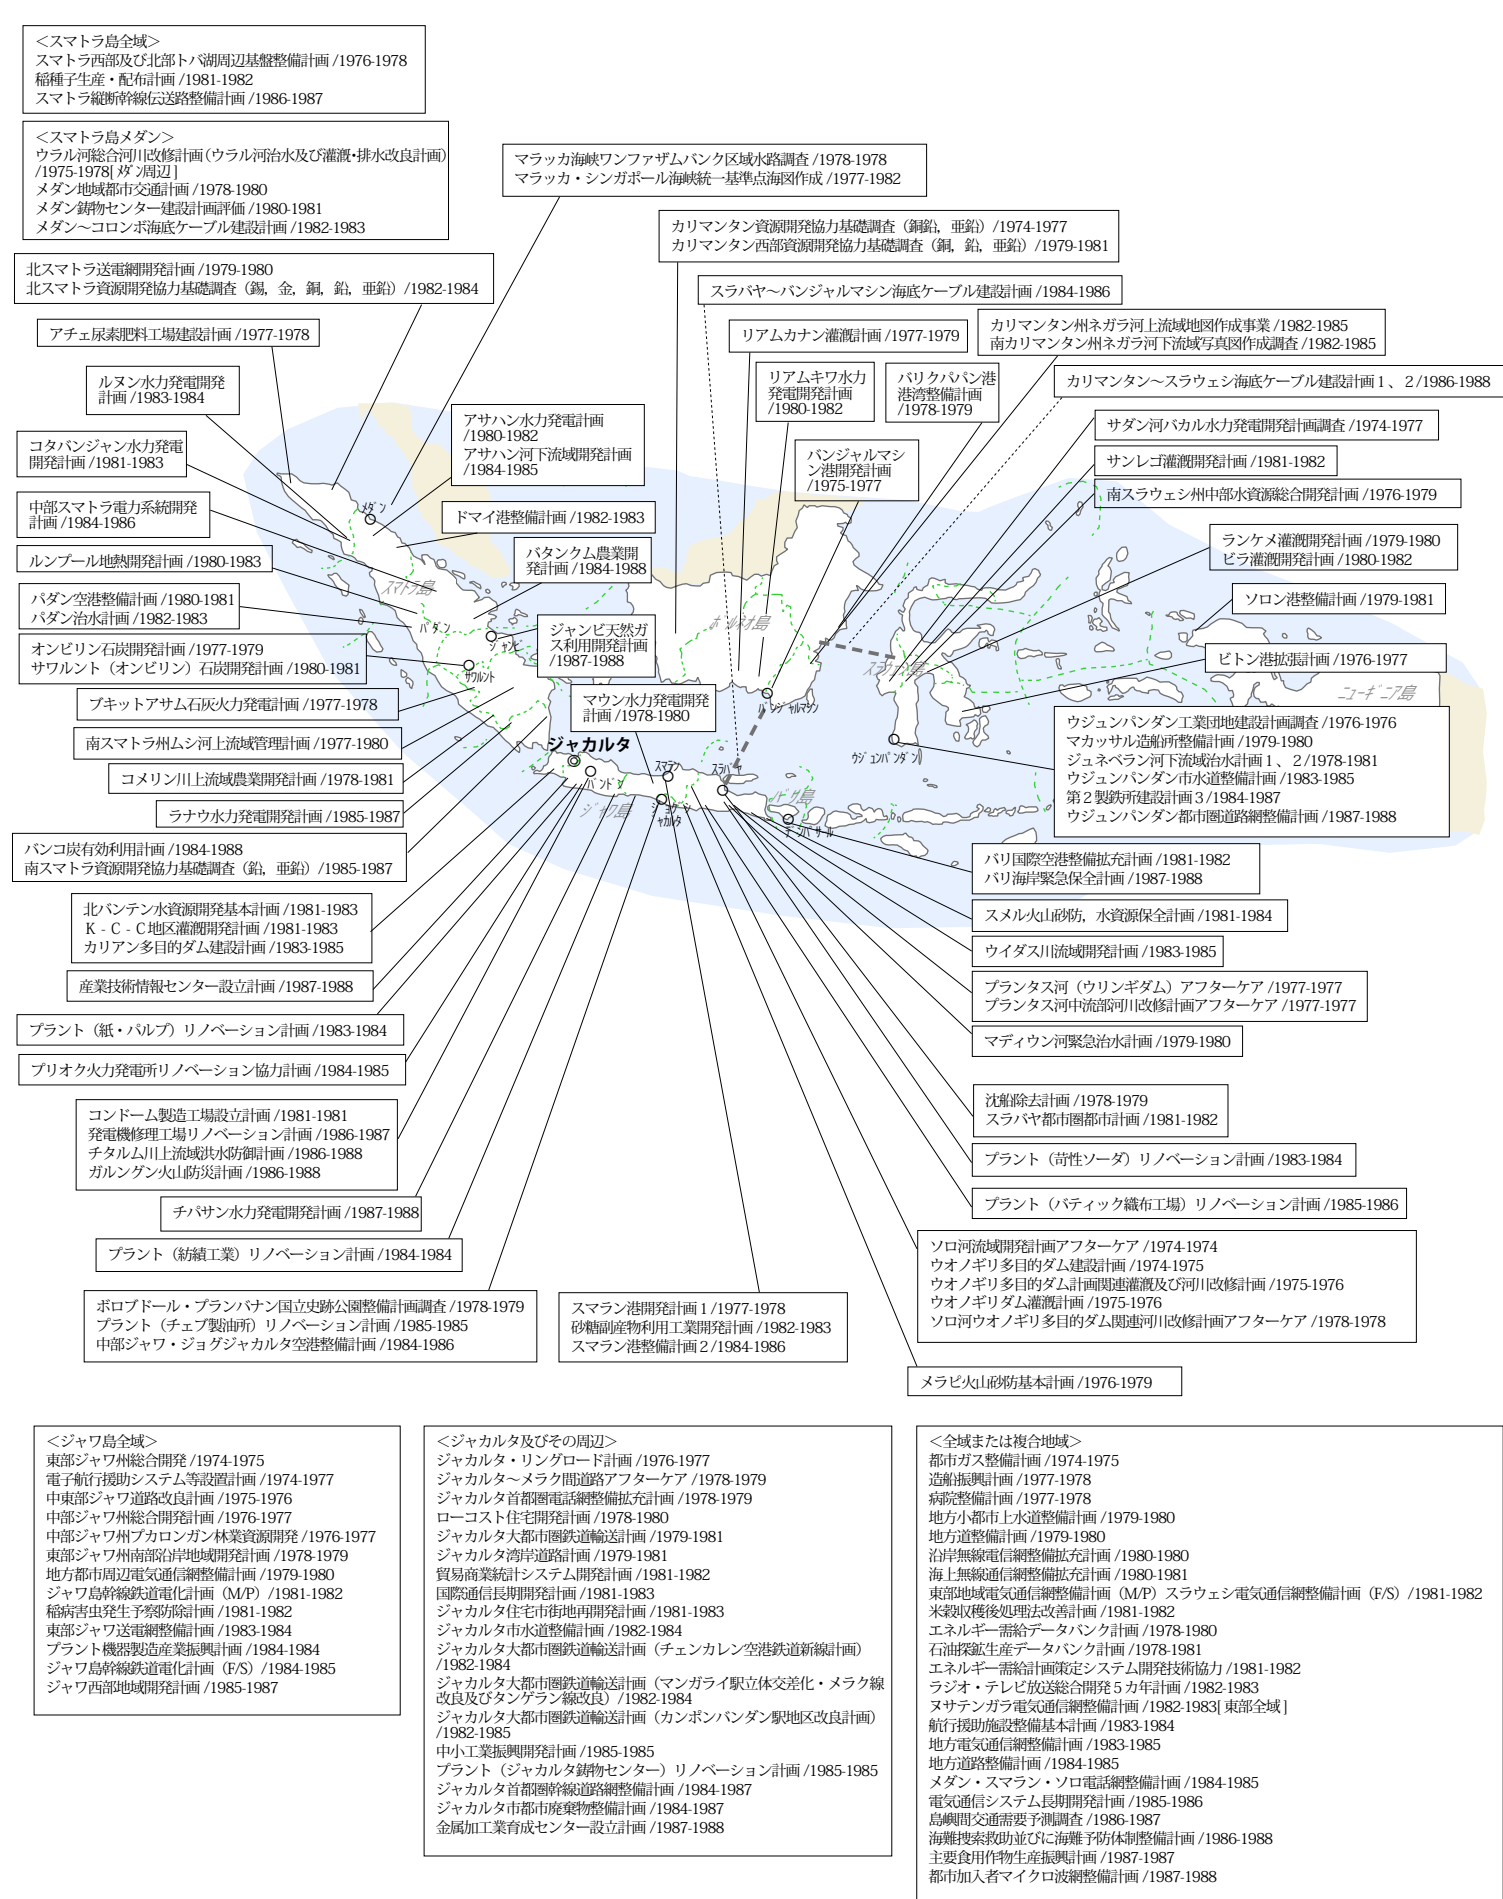 ＜スマトラ島全域＞
スマトラ西部及び北部トバ湖周辺基盤整備計画 /1976-1978
稲種子生産・配布計画 /1981-1982
スマトラ縦断幹線伝送路整備計画 /1986-1987
＜スマトラ島メダン＞
ウラル河総合河川改修計画（ウラル河治水及び灌漑・排水改良計画）
/1975-1978[ﾒﾀﾞﾝ周辺]
メダン地域都市交通計画 /1978-1980
メダン鋳物センター建設計画評価 /1980-1981
メダン～コロンボ海底ケーブル建設計画 /1982-1983
マラッカ海峡ワンファザムバンク区域水路調査 /1978-1978
マラッカ・シンガポール海峡統一基準点海図作成 /1977-1982
カリマンタン資源開発協力基礎調査（銅鉛，亜鉛）/1974-1977
カリマンタン西部資源開発協力基礎調査（銅，鉛，亜鉛）/1979-1981
北スマトラ送電網開発計画 /1979-1980
北スマトラ資源開発協力基礎調査（錫，金，銅，鉛，亜鉛）/1982-1984
スラバヤ～バンジャルマシン海底ケーブル建設計画 /1984-1986
アチェ尿素肥料工場建設計画 /1977-1978
リアムカナン灌漑計画 /1977-1979
カリマンタン州ネガラ河上流域地図作成事業 /1982-1985
南カリマンタン州ネガラ河下流域写真図作成調査 /1982-1985
ルヌン水力発電開発
計画 /1983-1984
リアムキワ水力
発電開発計画
/1980-1982
バリクパパン港
港湾整備計画
/1978-1979
カリマンタン～スラウェシ海底ケーブル建設計画１、２/1986-1988
アサハン水力発電計画
/1980-1982
アサハン河下流域開発計画
/1984-1985
サダン河バカル水力発電開発計画調査 /1974-1977
コタバンジャン水力発電
開発計画 /1981-1983
バンジャルマシ
ン港開発計画
/1975-1977
サンレゴ灌漑開発計画 /1981-1982
南スラウェシ州中部水資源総合開発計画 /1976-1979
中部スマトラ電力系統開発
計画 /1984-1986
ﾒﾀﾞﾝ
ドマイ港整備計画 /1982-1983
ランケメ灌漑開発計画 /1979-1980
ビラ灌漑開発計画 /1980-1982
ルンプール地熱開発計画 /1980-1983
バタンクム農業開
発計画 /1984-1988
ｽﾏﾄﾗ島
パダン空港整備計画 /1980-1981
パダン治水計画 /1982-1983
ソロン港整備計画 /1979-1981
ﾊﾟﾀﾞﾝ
ジャンビ天然ガ
ス利用開発計画
/1987-1988
ﾎﾞﾙﾈｵ島
ｼﾞｬﾝﾋﾞ
オンビリン石炭開発計画 /1977-1979
サワルント（オンビリン）石炭開発計画 /1980-1981
ｻﾜﾙﾝﾄ
ｽﾗｳｪｼ島
ビトン港拡張計画 /1976-1977
ブキットアサム石灰火力発電計画 /1977-1978
マウン水力発電開発
計画 /1978-1980
ﾊﾞﾝｼﾞｬﾙﾏｼﾝ
ﾆｭｰｷﾞﾆｱ島
南スマトラ州ムシ河上流域管理計画 /1977-1980
ジャカルタ
ｳｼﾞｭﾝﾊﾟﾝﾀﾞﾝ
ウジュンパンダン工業団地建設計画調査 /1976-1976
マカッサル造船所整備計画 /1979-1980
ジュネベラン河下流域治水計画１、２/1978-1981
ウジュンパンダン市水道整備計画 /1983-1985
第２製鉄所建設計画３/1984-1987
ウジュンパンダン都市圏道路網整備計画 /1987-1988
コメリン川上流域農業開発計画 /1978-1981
ｽﾏﾗﾝ
ｽﾗﾊﾞﾔ
ﾊﾞﾝﾄﾞﾝ
ｼﾞｬﾜ島
ｼﾞｮｸﾞｼﾞ
ｬｶﾙﾀ
ﾊﾞﾘ島
ﾃﾞﾝﾊﾟｻｰﾙ
ラナウ水力発電開発計画 /1985-1987
バンコ炭有効利用計画 /1984-1988
南スマトラ資源開発協力基礎調査（鉛，亜鉛）/1985-1987
バリ国際空港整備拡充計画 /1981-1982
バリ海岸緊急保全計画 /1987-1988
北バンテン水資源開発基本計画 /1981-1983
Ｋ - Ｃ - Ｃ地区灌漑開発計画 /1981-1983
カリアン多目的ダム建設計画 /1983-1985
スメル火山砂防，水資源保全計画 /1981-1984
ウイダス川流域開発計画 /1983-1985
産業技術情報センター設立計画 /1987-1988
ブランタス河（ウリンギダム）アフターケア /1977-1977
ブランタス河中流部河川改修計画アフターケア /1977-1977
プラント（紙・パルプ）リノベーション計画 /1983-1984
マディウン河緊急治水計画 /1979-1980
プリオク火力発電所リノベーション協力計画 /1984-1985
沈船除去計画 /1978-1979
スラバヤ都市圏都市計画 /1981-1982
コンドーム製造工場設立計画 /1981-1981
発電機修理工場リノベーション計画 /1986-1987
チタルム川上流域洪水防御計画 /1986-1988
ガルングン火山防災計画 /1986-1988
プラント（苛性ソーダ）リノベーション計画 /1983-1984
プラント（バティック織布工場）リノベーション計画 /1985-1986
チパサン水力発電開発計画 /1987-1988
プラント（紡績工業）リノベーション計画 /1984-1984
ソロ河流域開発計画アフターケア /1974-1974
ウオノギリ多目的ダム建設計画 /1974-1975
ウオノギリ多目的ダム計画関連灌漑及び河川改修計画 /1975-1976
ウオノギリダム灌漑計画 /1975-1976
ソロ河ウオノギリ多目的ダム関連河川改修計画アフターケア /1978-1978
ボロブドール・プランバナン国立史跡公園整備計画調査 /1978-1979
プラント（チェプ製油所）リノベーション計画 /1985-1985
中部ジャワ・ジョグジャカルタ空港整備計画 /1984-1986
スマラン港開発計画１/1977-1978
砂糖副産物利用工業開発計画 /1982-1983
スマラン港整備計画２/1984-1986
メラピ火山砂防基本計画 /1976-1979
＜ジャワ島全域＞
東部ジャワ州総合開発 /1974-1975
電子航行援助システム等設置計画 /1974-1977
中東部ジャワ道路改良計画 /1975-1976
中部ジャワ州総合開発計画 /1976-1977
中部ジャワ州プカロンガン林業資源開発 /1976-1977
東部ジャワ州南部沿岸地域開発計画 /1978-1979
地方都市周辺電気通信網整備計画 /1979-1980
ジャワ島幹線鉄道電化計画（M/P）/1981-1982
稲病害虫発生予察防除計画 /1981-1982
東部ジャワ送電網整備計画 /1983-1984
プラント機器製造産業振興計画 /1984-1984
ジャワ島幹線鉄道電化計画（F/S）/1984-1985
ジャワ西部地域開発計画 /1985-1987
＜ジャカルタ及びその周辺＞
ジャカルタ・リングロード計画 /1976-1977
ジャカルタ～メラク間道路アフターケア /1978-1979
ジャカルタ首都圏電話網整備拡充計画 /1978-1979
ローコスト住宅開発計画 /1978-1980
ジャカルタ大都市圏鉄道輸送計画 /1979-1981
ジャカルタ湾岸道路計画 /1979-1981
貿易商業統計システム開発計画 /1981-1982
国際通信長期開発計画 /1981-1983
ジャカルタ住宅市街地再開発計画 /1981-1983
ジャカルタ市水道整備計画 /1982-1984
ジャカルタ大都市圏鉄道輸送計画（チェンカレン空港鉄道新線計画）
/1982-1984
ジャカルタ大都市圏鉄道輸送計画（マンガライ駅立体交差化・メラク線
改良及びタンゲラン線改良）/1982-1984
ジャカルタ大都市圏鉄道輸送計画（カンポンバンダン駅地区改良計画）
/1982-1985
中小工業振興開発計画 /1985-1985
プラント（ジャカルタ鋳物センター）リノベーション計画 /1985-1985
ジャカルタ首都圏幹線道路網整備計画 /1984-1987
ジャカルタ市都市廃棄物整備計画 /1984-1987
金属加工業育成センター設立計画 /1987-1988
＜全域または複合地域＞
都市ガス整備計画 /1974-1975
造船振興計画 /1977-1978
病院整備計画 /1977-1978
地方小都市上水道整備計画 /1979-1980
地方道整備計画 /1979-1980
沿岸無線電信網整備拡充計画 /1980-1980
海上無線通信網整備拡充計画 /1980-1981
東部地域電気通信網整備計画（M/P）スラウェシ電気通信網整備計画（F/S）/1981-1982
米穀収穫後処理法改善計画 /1981-1982
エネルギー需給データバンク計画 /1978-1980
石油探鉱生産データバンク計画 /1978-1981
エネルギー需給計画策定システム開発技術協力 /1981-1982
ラジオ・テレビ放送総合開発５カ年計画 /1982-1983
ヌサテンガラ電気通信網整備計画 /1982-1983[ 東部全域 ]
航行援助施設整備基本計画 /1983-1984
地方電気通信網整備計画 /1983-1985
地方道路整備計画 /1984-1985
メダン・スマラン・ソロ電話網整備計画 /1984-1985
電気通信システム長期開発計画 /1985-1986
島嶼間交通需要予測調査 /1986-1987
海難捜索救助並びに海難予防体制整備計画 /1986-1988
主要食用作物生産振興計画 /1987-1987
都市加入者マイクロ波網整備計画 /1987-1988